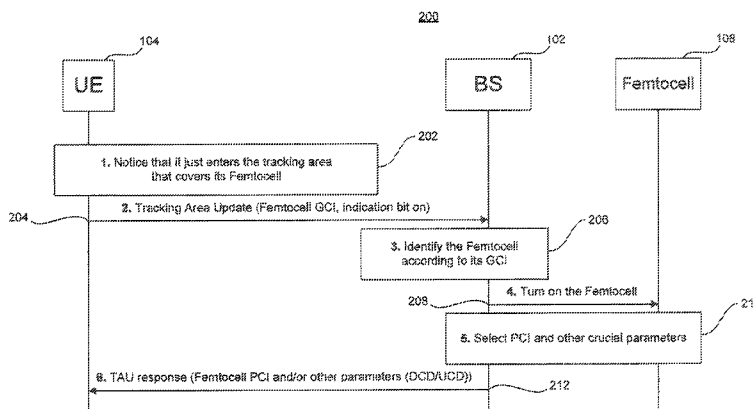 200
104
102
108
UE
BS
Femtocell
202
1. Notice that it just enters the tracking area
that covers its Femtocell
204
2. Tracking Area Update (Femtocell GCI, indication bit on)
206
3. Identify the Femtocell
according to its GCI
208
4. Turn on the Femtocell
21
5. Select PCI and other crucial parameters
6. TAU response (Femtocell PCI and/or other parameters (DCD/UCD))
212